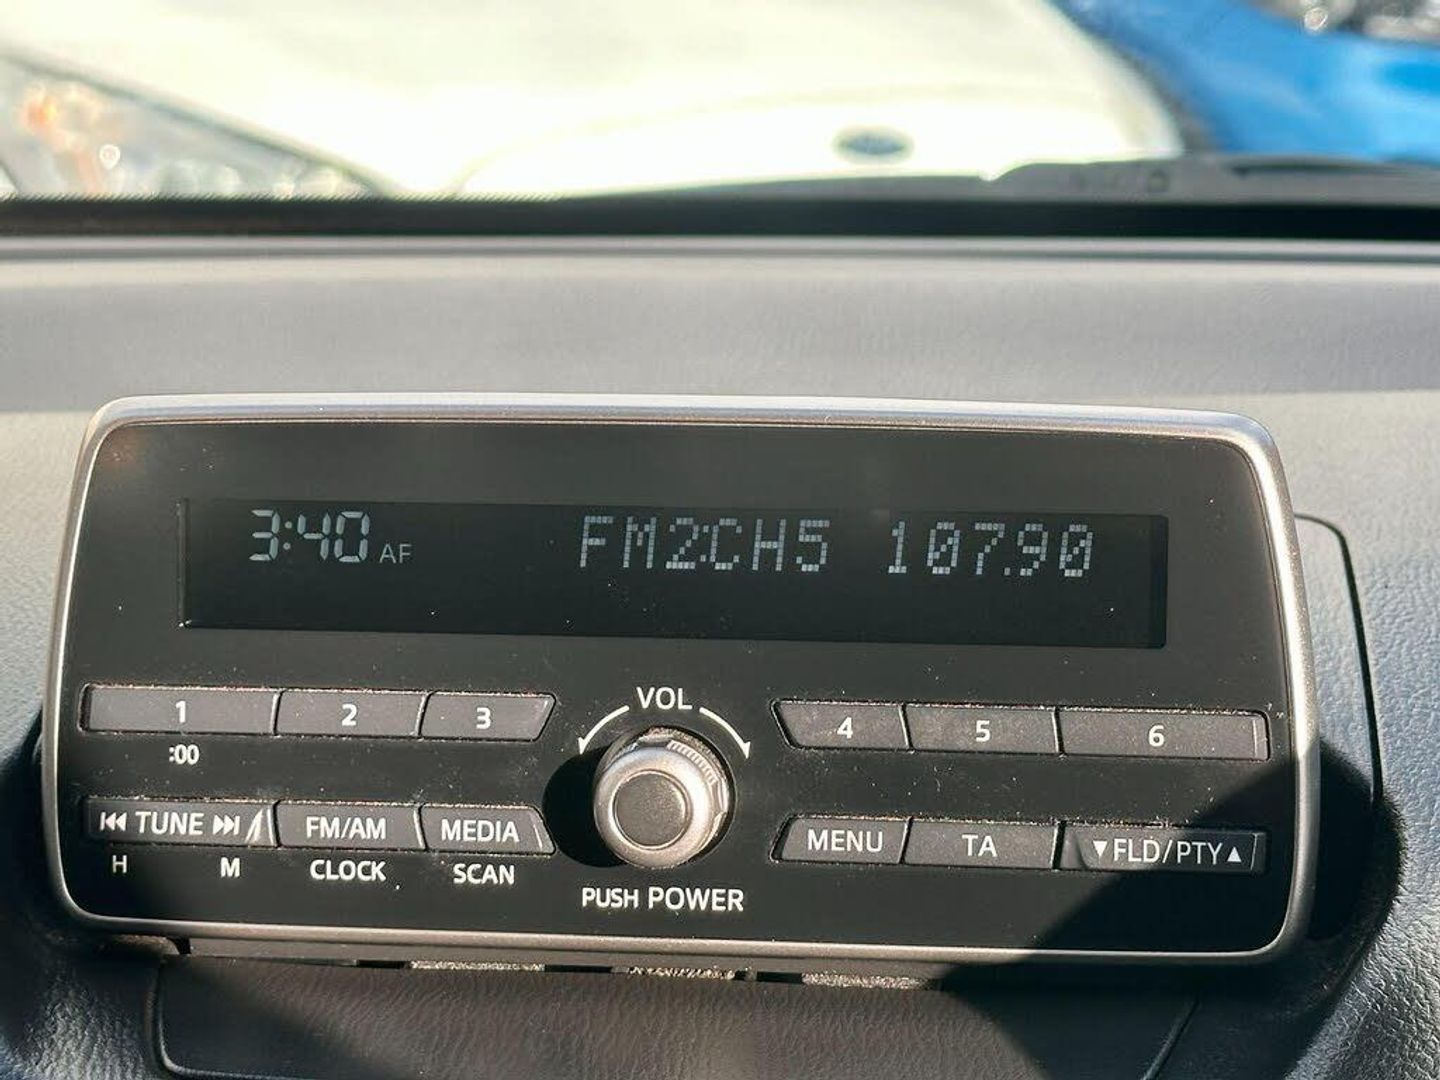 3:40 AF FM2:CH5 107.90
VOL
1 2 3 4 5 6
:00
⏮ TUNE ⏭ FM/AM MEDIA MENU TA ▼FLD/PTY▲
H M CLOCK SCAN
PUSH POWER